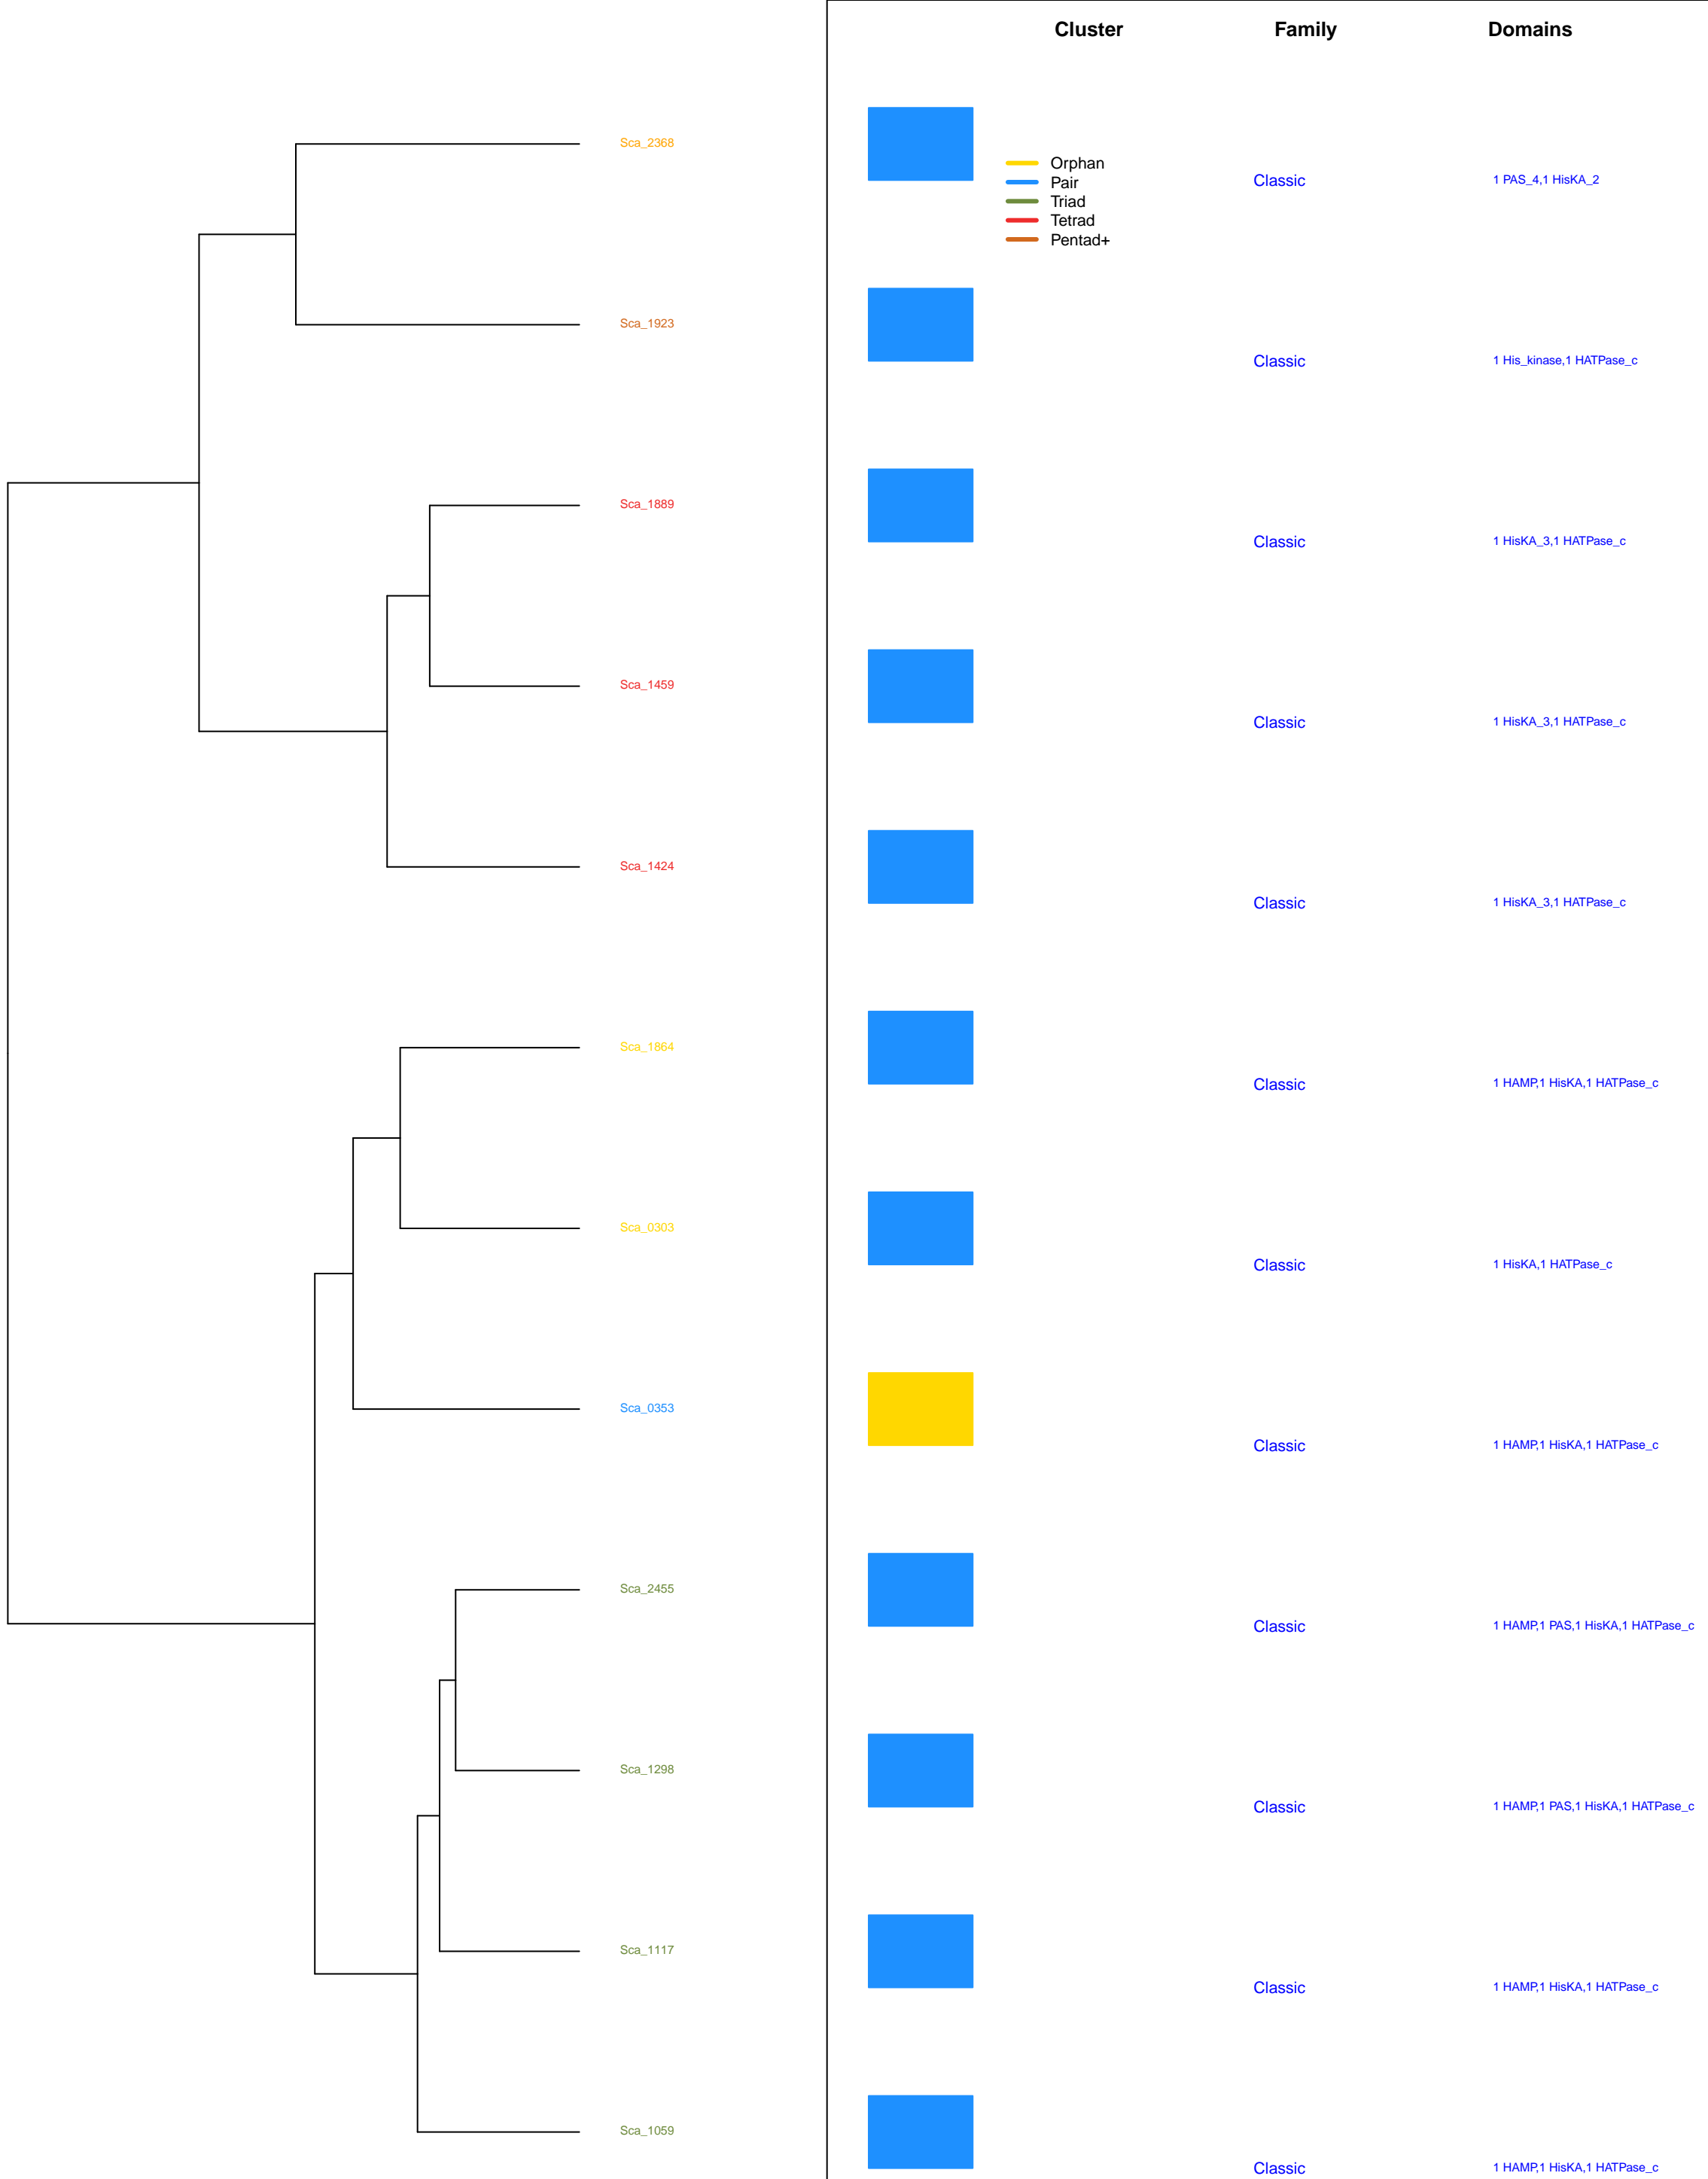 Cluster Family Domains
Sca_2368
Orphan
Pair
Classic 1 PAS_4,1 HisKA_2
Triad
Tetrad
Pentad+
Sca_1923
Classic 1 His_kinase,1 HATPase_c
Sca_1889
Classic 1 HisKA_3,1 HATPase_c
Sca_1459
Classic 1 HisKA_3,1 HATPase_c
Sca_1424
Classic 1 HisKA_3,1 HATPase_c
Sca_1864
Classic 1 HAMP,1 HisKA,1 HATPase_c
Sca_0303
Classic 1 HisKA,1 HATPase_c
Sca_0353
Classic 1 HAMP,1 HisKA,1 HATPase_c
Sca_2455
Classic 1 HAMP,1 PAS,1 HisKA,1 HATPase_c
Sca_1298
Classic 1 HAMP,1 PAS,1 HisKA,1 HATPase_c
Sca_1117
Classic 1 HAMP,1 HisKA,1 HATPase_c
Sca_1059
Classic 1 HAMP,1 HisKA,1 HATPase_c